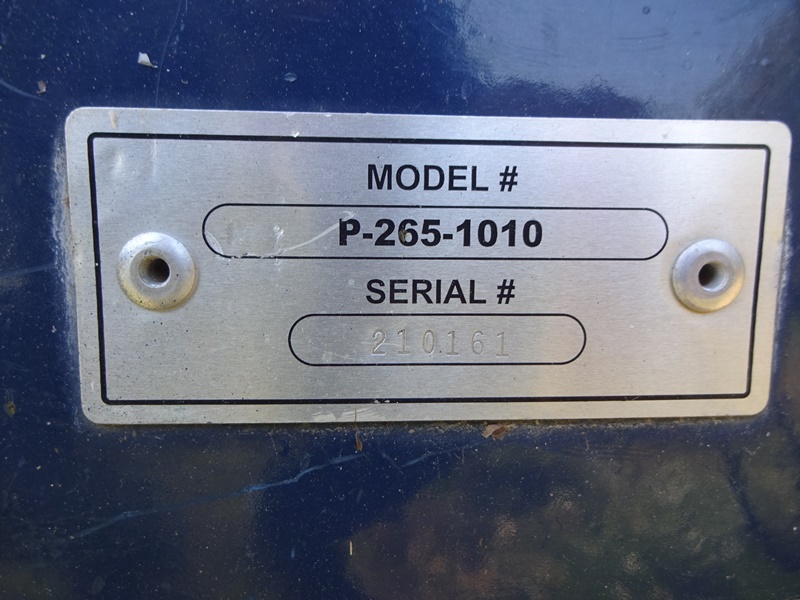 MODEL #
P-265-1010
SERIAL #
210161